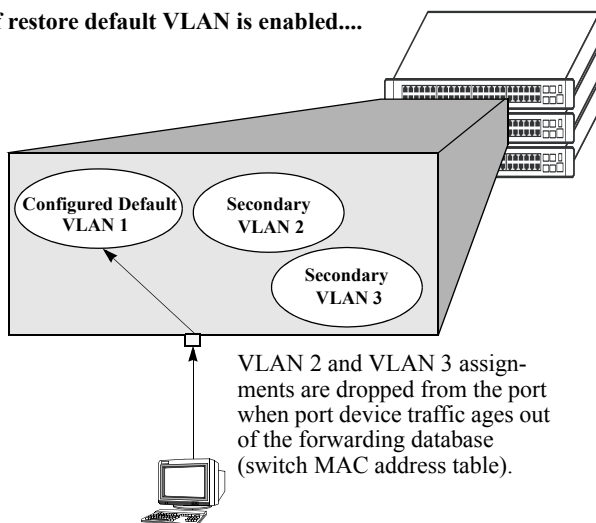 f restore default VLAN is enabled....
Configured Default
VLAN 1
Secondary
VLAN 2
Secondary
VLAN 3
VLAN 2 and VLAN 3 assign-
ments are dropped from the port
when port device traffic ages out
of the forwarding database
(switch MAC address table).